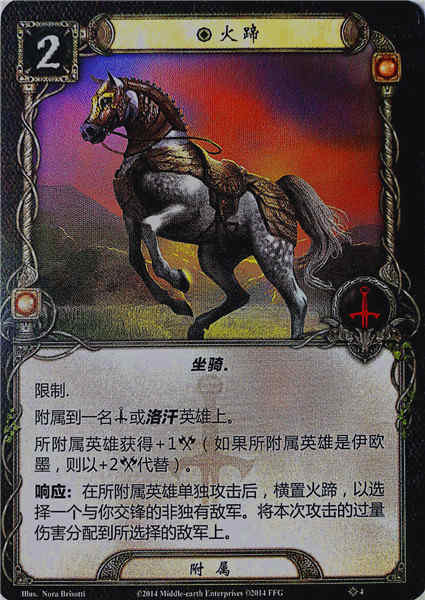 2
火蹄
坐骑.
限制.
附属到一名或洛汗英雄上。
所附属英雄获得+1（如果所附属英雄是伊欧
墨，则以+2代替）。
响应：在所附属英雄单独攻击后，横置火蹄，以选
择一个与你交锋的非独有敌军。将本次攻击的过量
伤害分配到所选择的敌军上。
附属
Illus. Nora Brisotti ©2014 Middle-earth Enterprises ©2014 FFG 4